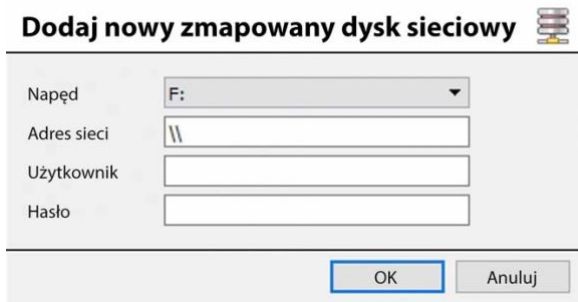 Dodaj nowy zmapowany dysk sieciowy
Napęd F:
Adres sieci \\
Użytkownik
Hasło
OK Anuluj